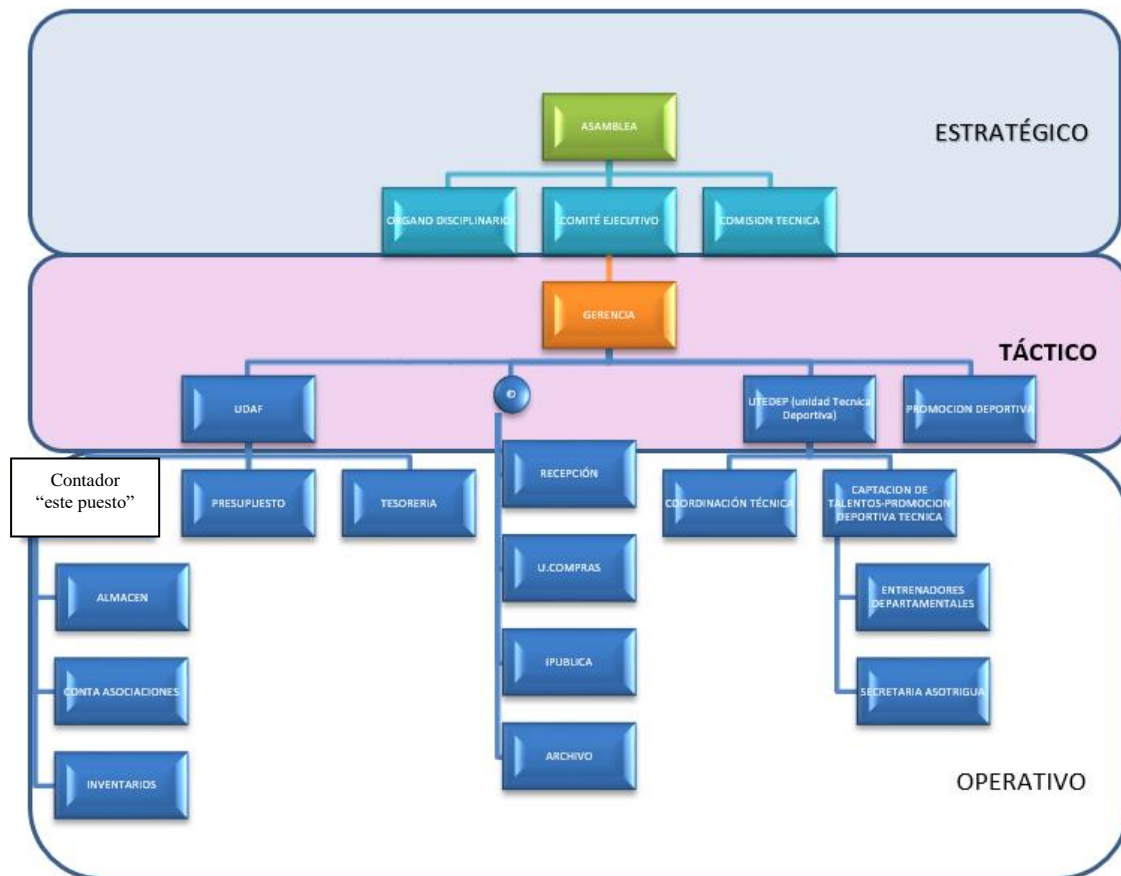 ASAMBLEA
ESTRATÉGICO
ORGANO DISCIPLINARIO
COMITÉ EJECUTIVO
COMISION TECNICA
GERENCIA
TÁCTICO
UDAF
©
UTEDEP (unidad Tecnica
Deportiva)
PROMOCION DEPORTIVA
Contador
“este puesto”
PRESUPUESTO
TESORERIA
RECEPCIÓN
COORDINACIÓN TÉCNICA
CAPTACION DE
TALENTOS-PROMOCION
DEPORTIVA TECNICA
ALMACEN
U.COMPRAS
ENTRENADORES
DEPARTAMENTALES
CONTA ASOCIACIONES
IPUBLICA
SECRETARIA ASOTRIGUA
INVENTARIOS
ARCHIVO
OPERATIVO